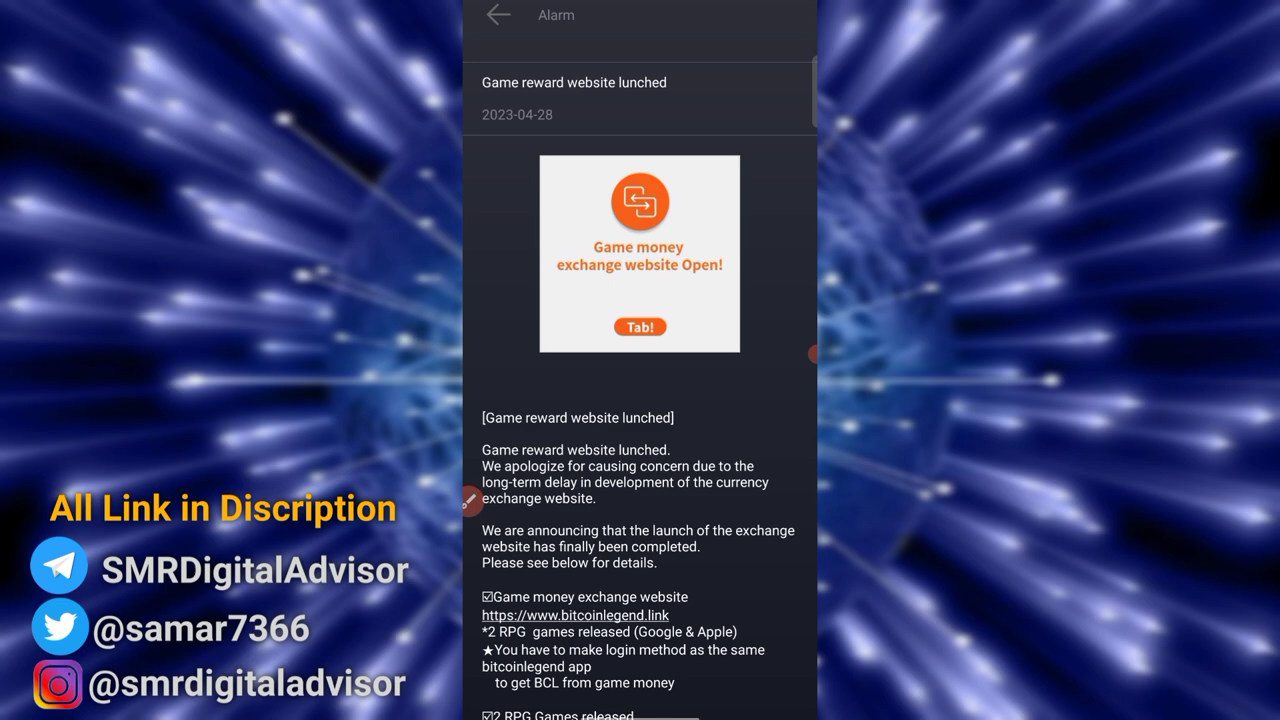 Alarm
Game reward website lunched
2023-04-28
Game money
exchange website Open!
Tab!
[Game reward website lunched]
Game reward website lunched.
We apologize for causing concern due to the
long-term delay in development of the currency
exchange website.
We are announcing that the launch of the exchange
website has finally been completed.
Please see below for details.
☑Game money exchange website
https://www.bitcoinlegend.link
*2 RPG games released (Google & Apple)
★You have to make login method as the same
bitcoinlegend app
to get BCL from game money
☑2 RPG Games released
All Link in Discription
SMRDigitalAdvisor
@samar7366
@smrdigitaladvisor